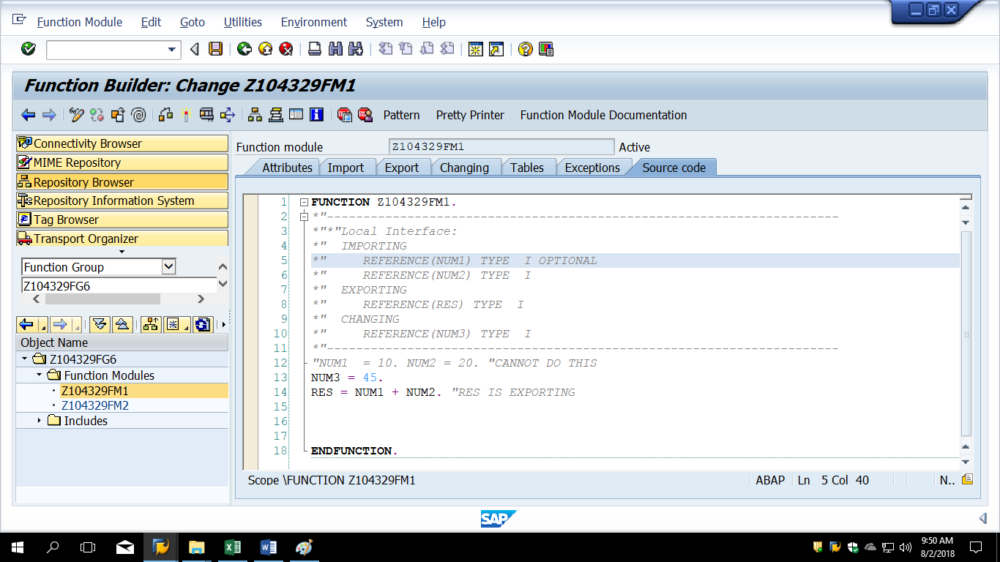 Function Module Edit Goto Utilities Environment System Help
Function Builder: Change Z104329FM1
Pattern Pretty Printer Function Module Documentation
Connectivity Browser
MIME Repository
Repository Browser
Repository Information System
Tag Browser
Transport Organizer
Function Group
Z104329FG6
Object Name
Z104329FG6
Function Modules
Z104329FM1
Z104329FM2
Includes
Function module Z104329FM1 Active
Attributes Import Export Changing Tables Exceptions Source code
1 FUNCTION Z104329FM1.
2 *"----------------------------------------------------------------------
3 *"*"Local Interface:
4 *"  IMPORTING
5 *"     REFERENCE(NUM1) TYPE  I OPTIONAL
6 *"     REFERENCE(NUM2) TYPE  I
7 *"  EXPORTING
8 *"     REFERENCE(RES) TYPE  I
9 *"  CHANGING
10 *"     REFERENCE(NUM3) TYPE  I
11 *"----------------------------------------------------------------------
12 "NUM1  = 10. NUM2 = 20. "CANNOT DO THIS
13 NUM3 = 45.
14 RES = NUM1 + NUM2. "RES IS EXPORTING
15
16
17
18 ENDFUNCTION.
Scope \FUNCTION Z104329FM1 ABAP Ln 5 Col 40 N..
SAP
9:50 AM
8/2/2018